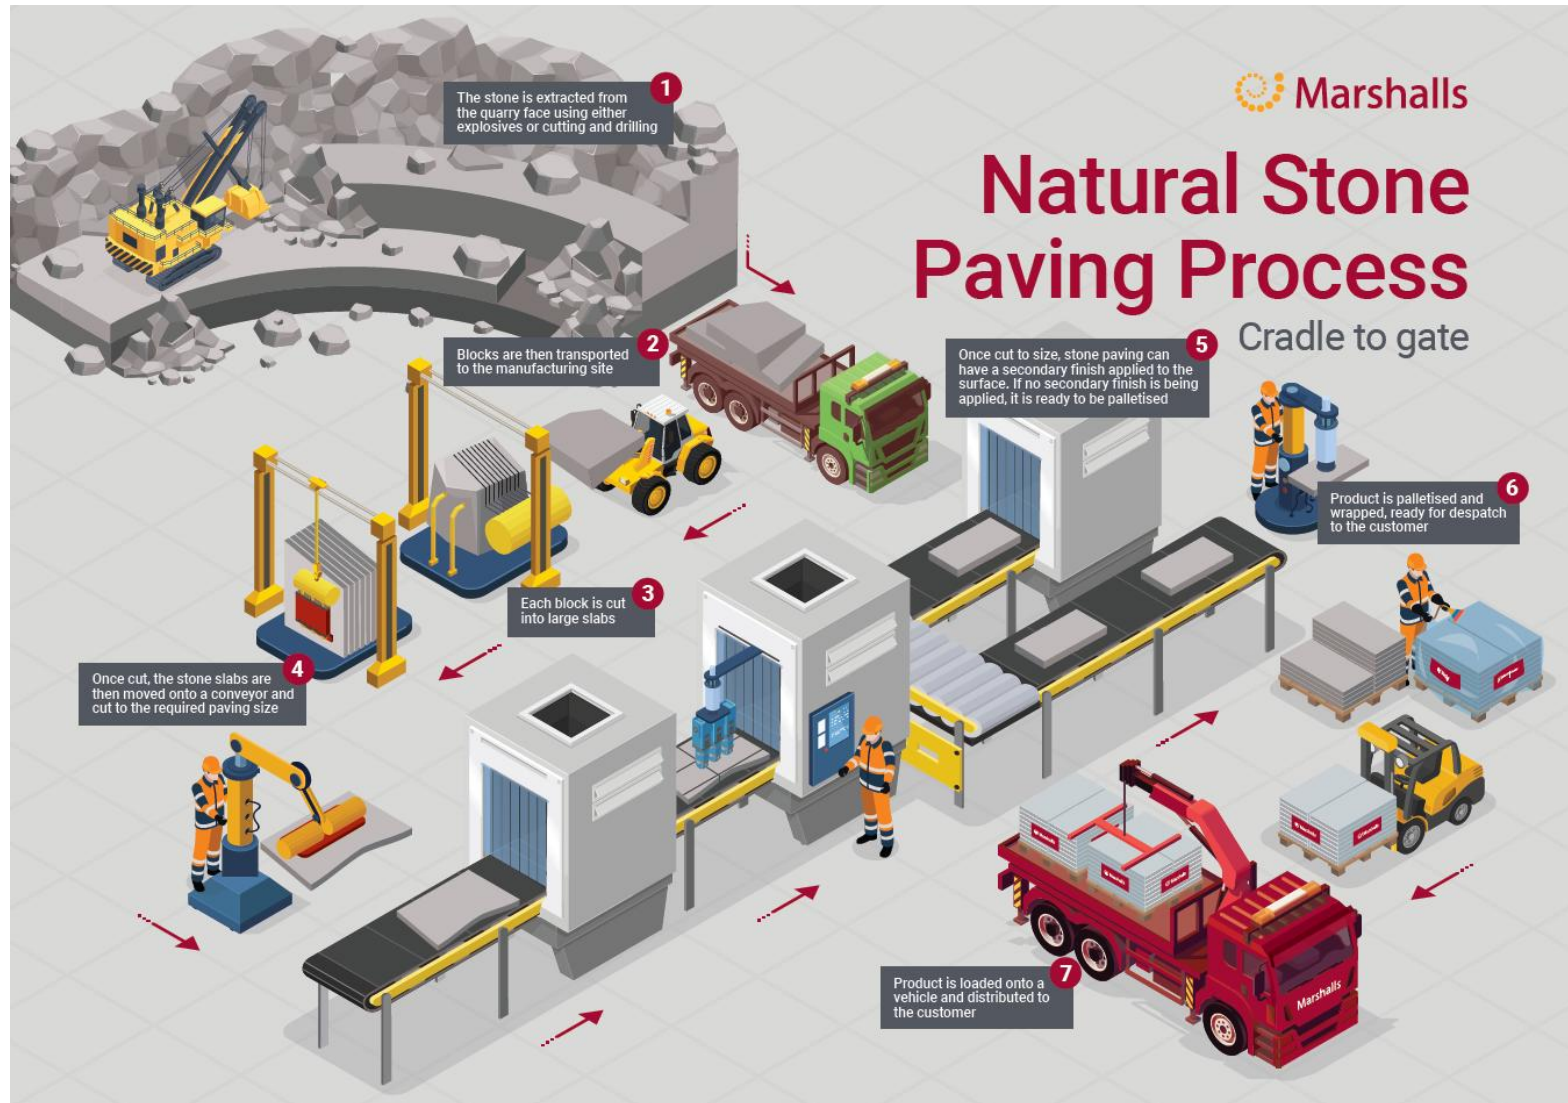 Marshalls
Natural Stone
Paving Process
Cradle to gate
1
The stone is extracted from
the quarry face using either
explosives or cutting and drilling
2
Blocks are then transported
to the manufacturing site
3
Each block is cut
into large slabs
4
Once cut, the stone slabs are
then moved onto a conveyor and
cut to the required paving size
5
Once cut to size, stone paving can
have a secondary finish applied to the
surface. If no secondary finish is being
applied, it is ready to be palletised
6
Product is palletised and
wrapped, ready for despatch
to the customer
7
Product is loaded onto a
vehicle and distributed to
the customer
Marshalls
Marshalls
Marshalls
Marshalls
Marshalls
Marshalls